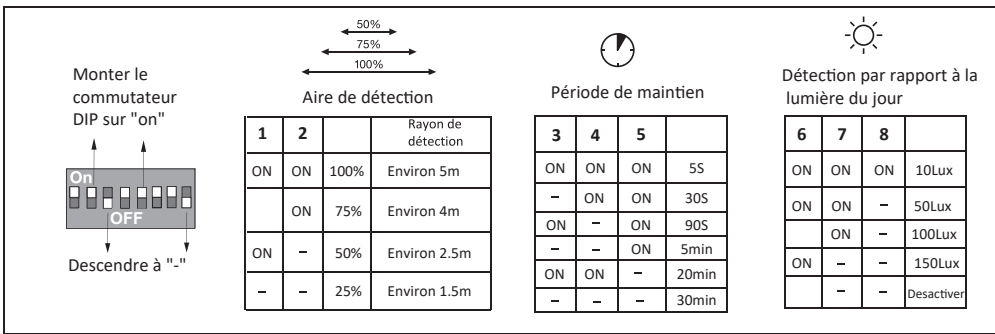 50%
75%
100%
Monter le
commutateur
DIP sur "on"
On
OFF
Descendre à "-"
Aire de détection
1 2 Rayon de
détection
ON ON 100% Environ 5m
ON 75% Environ 4m
ON – 50% Environ 2.5m
– – 25% Environ 1.5m
Période de maintien
3 4 5
ON ON ON 5S
– ON ON 30S
ON – ON 90S
– – ON 5min
ON ON – 20min
– – – 30min
Détection par rapport à la
lumière du jour
6 7 8
ON ON ON 10Lux
ON ON – 50Lux
ON – 100Lux
ON – – 150Lux
– – Desactiver